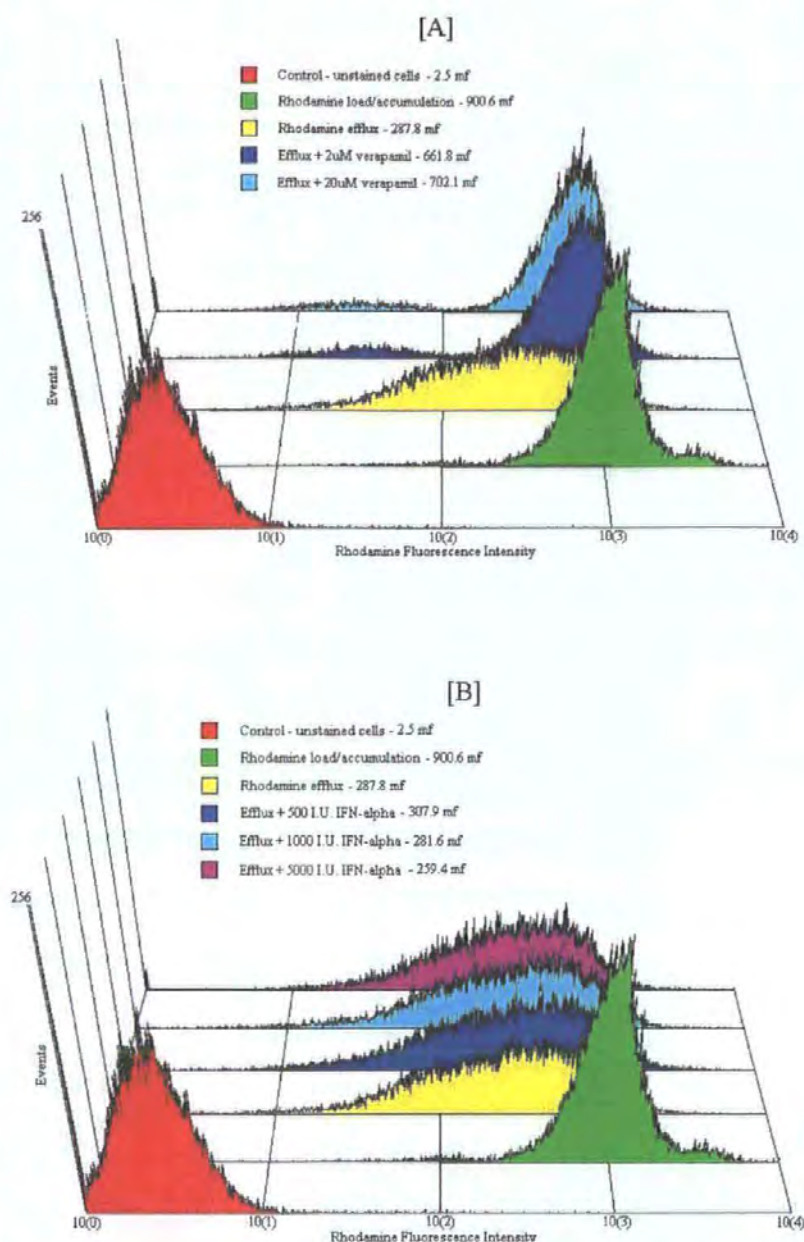 [A]
Control - unstained cells - 2.5 mf
Rhodamine load/accumulation - 900.6 mf
Rhodamine efflux - 287.8 mf
Efflux + 2uM verapamil - 661.8 mf
Efflux + 20uM verapamil - 702.1 mf
256
Events
10(0) 10(1) 10(2) 10(3) 10(4)
Rhodamine Fluorescence Intensity
[B]
Control - unstained cells - 2.5 mf
Rhodamine load/accumulation - 900.6 mf
Rhodamine efflux - 287.8 mf
Efflux + 500 I.U. IFN-alpha - 307.9 mf
Efflux + 1000 I.U. IFN-alpha - 281.6 mf
Efflux + 5000 I.U. IFN-alpha - 259.4 mf
256
Events
10(0) 10(1) 10(2) 10(3) 10(4)
Rhodamine Fluorescence Intensity